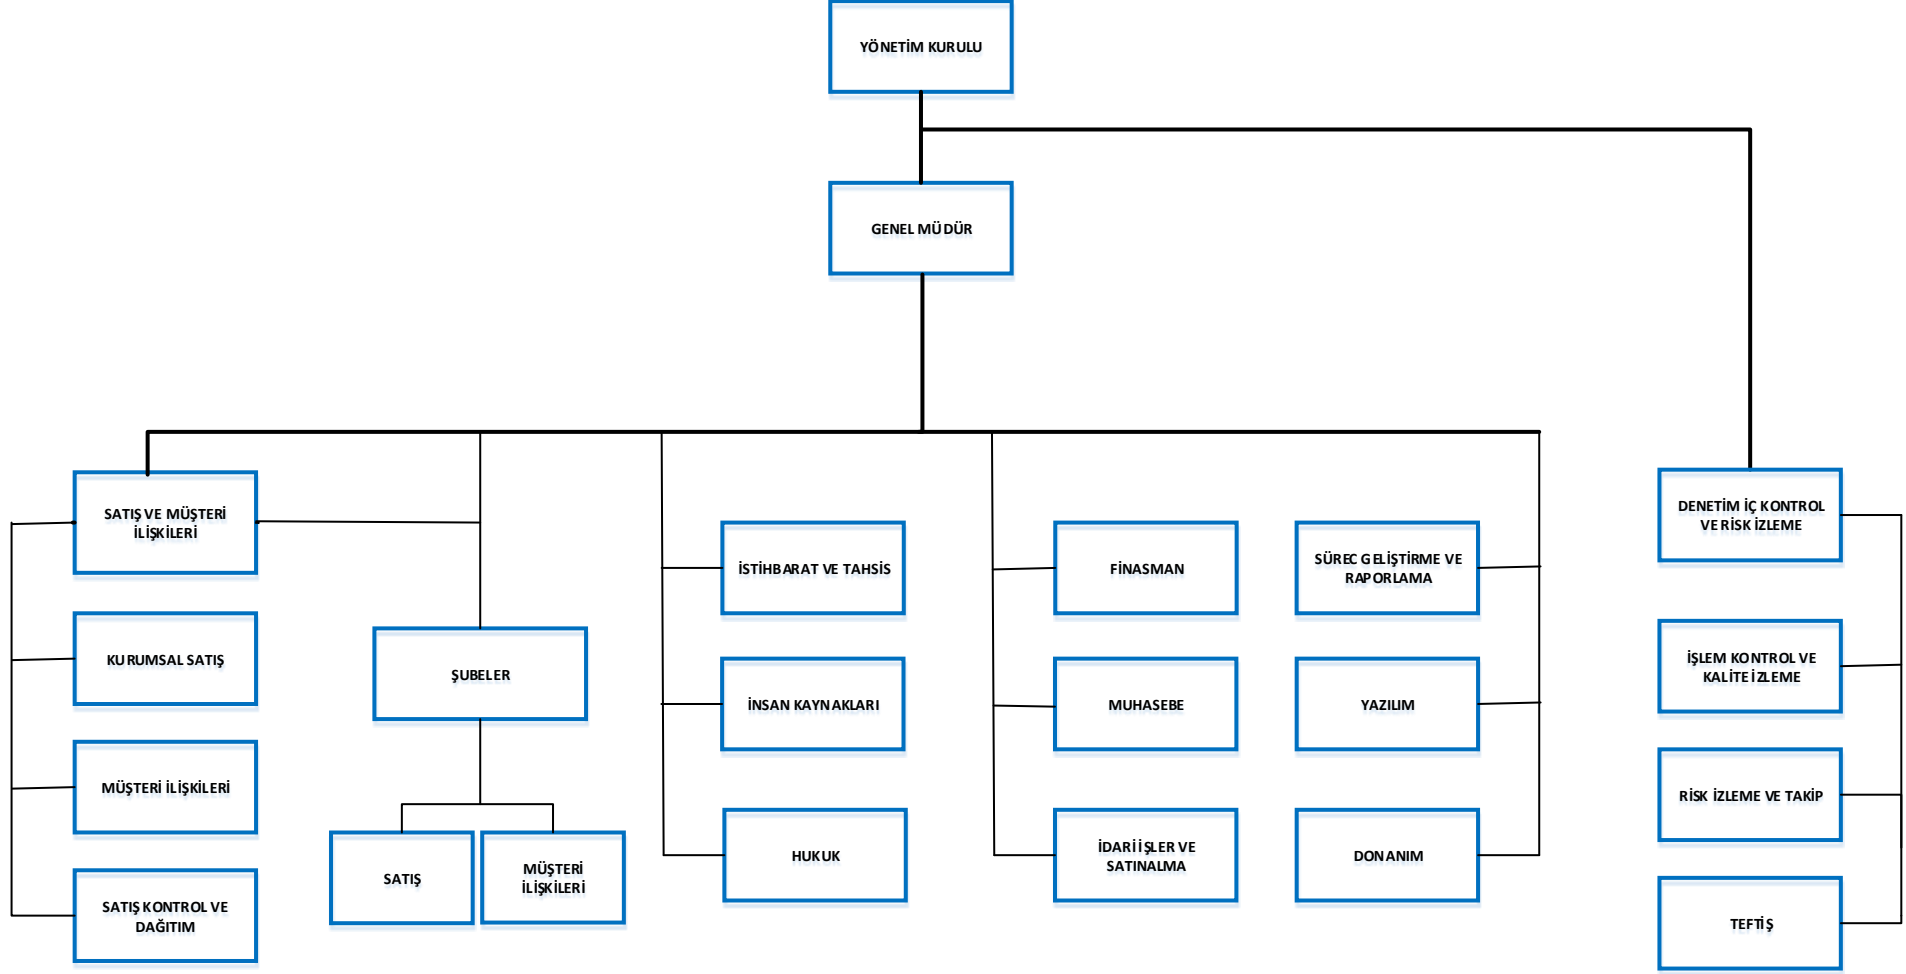 YÖNETİM KURULU
GENEL MÜDÜR
SATIŞ VE MÜŞTERİ
İLİŞKİLERİ
KURUMSAL SATIŞ
MÜŞTERİ İLİŞKİLERİ
SATIŞ KONTROL VE
DAĞITIM
ŞUBELER
SATIŞ
MÜŞTERİ
İLİŞKİLERİ
İSTİHBARAT VE TAHSİS
İNSAN KAYNAKLARI
HUKUK
FİNASMAN
MUHASEBE
İDARİ İŞLER VE
SATINALMA
SÜREC GELİŞTİRME VE
RAPORLAMA
YAZILIM
DONANIM
DENETİM İÇ KONTROL
VE RİSK İZLEME
İŞLEM KONTROL VE
KALİTE İZLEME
RİSK İZLEME VE TAKİP
TEFTİŞ